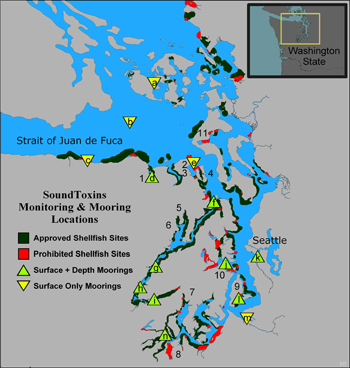 Washington
State
a
b
11
Strait of Juan de Fuca
c
2
e
3
4
1
d
SoundToxins
Monitoring & Mooring
Locations
f
5
6
Approved Shellfish Sites
Prohibited Shellfish Sites
Surface + Depth Moorings
Surface Only Moorings
Seattle
k
g
10
7
9
h
m
n
8